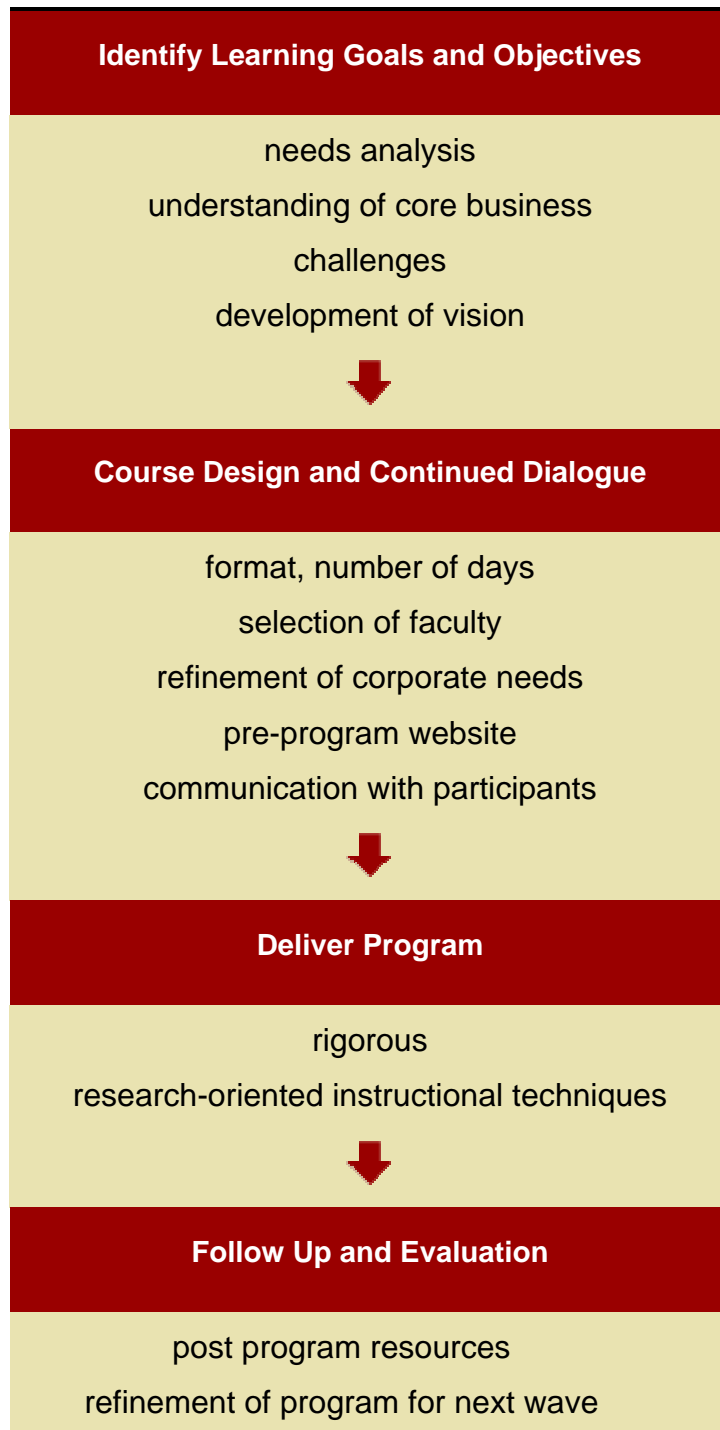 Identify Learning Goals and Objectives
needs analysis
understanding of core business
challenges
development of vision
Course Design and Continued Dialogue
format, number of days
selection of faculty
refinement of corporate needs
pre-program website
communication with participants
Deliver Program
rigorous
research-oriented instructional techniques
Follow Up and Evaluation
post program resources
refinement of program for next wave